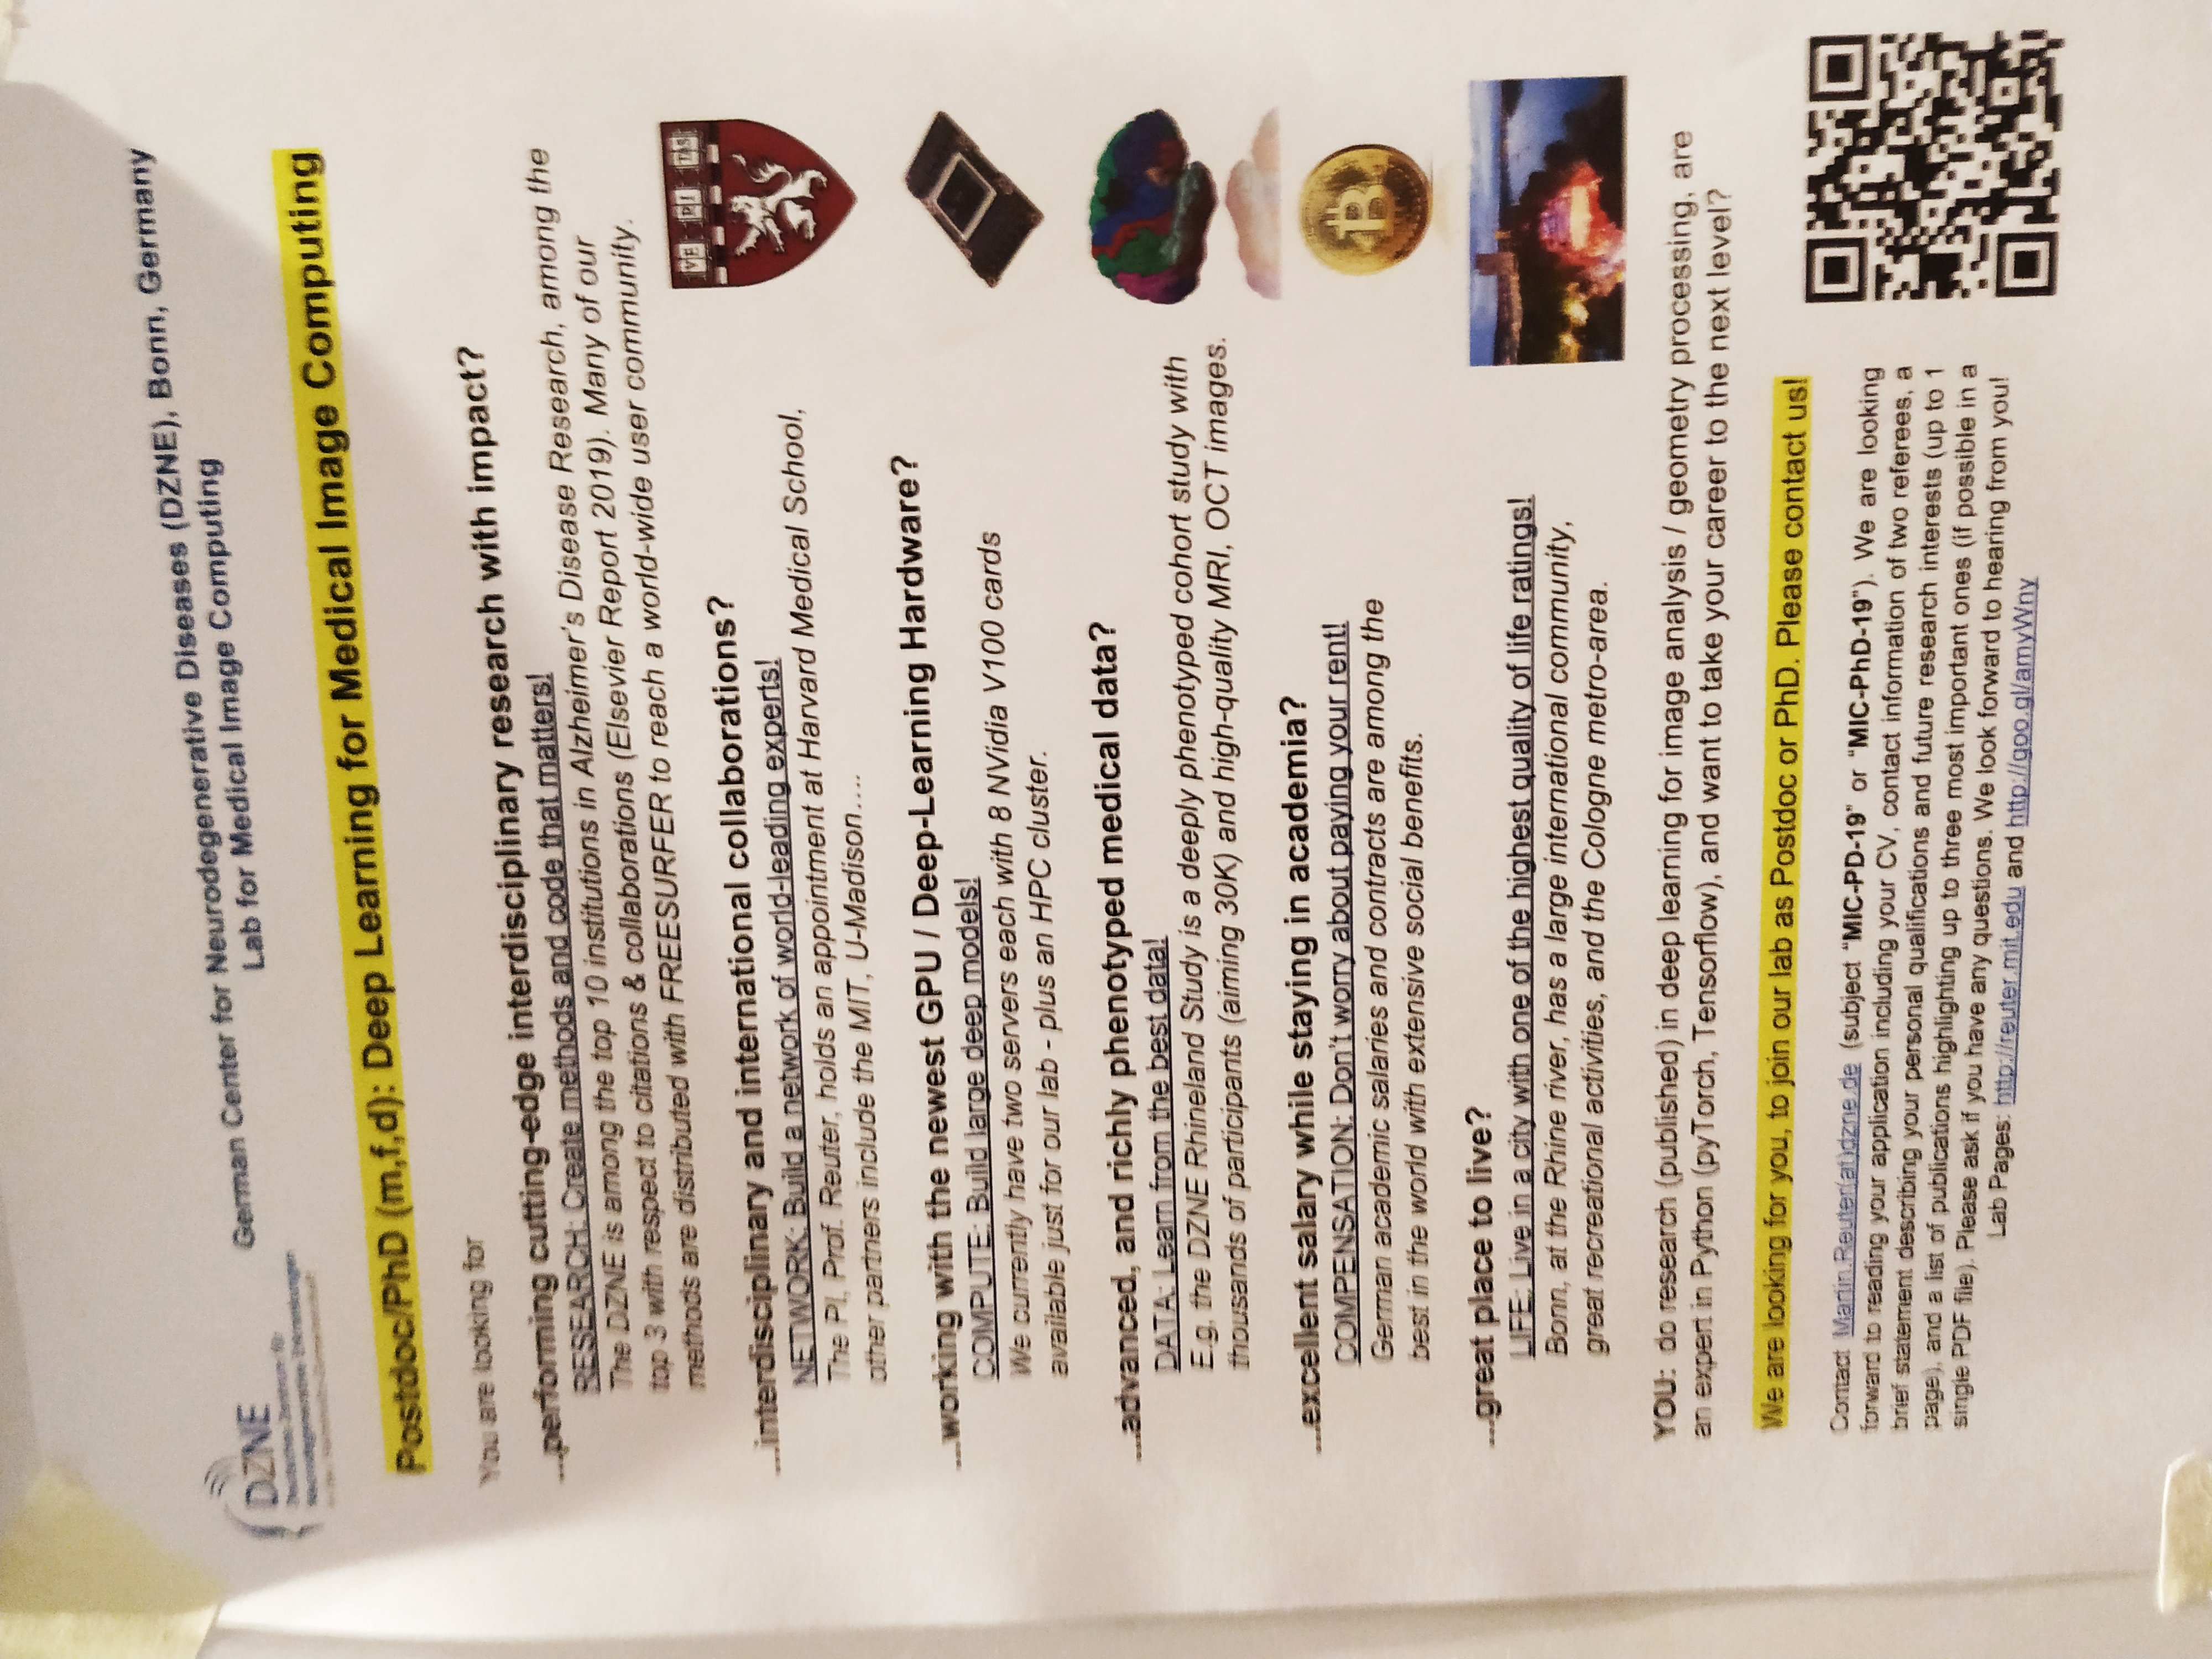 German Center for Neurodegenerative Diseases (DZNE), Bonn, Germany
Lab for Medical Image Computing
DZNE
Deutsches Zentrum für
Neurodegenerative Erkrankungen
Postdoc/PhD (m,f,d): Deep Learning for Medical Image Computing
You are looking for
...performing cutting-edge interdisciplinary research with impact?
RESEARCH: Create methods and code that matters!
The DZNE is among the top 10 institutions in Alzheimer's Disease Research, among the
top 3 with respect to citations & collaborations (Elsevier Report 2019). Many of our
methods are distributed with FREESURFER to reach a world-wide user community.
VE RI TAS
...interdisciplinary and international collaborations?
NETWORK: Build a network of world-leading experts!
The PI, Prof. Reuter, holds an appointment at Harvard Medical School,
other partners include the MIT, U-Madison....
...working with the newest GPU / Deep-Learning Hardware?
COMPUTE: Build large deep models!
We currently have two servers each with 8 NVidia V100 cards
available just for our lab - plus an HPC cluster.
...advanced, and richly phenotyped medical data?
DATA: Learn from the best data!
E.g. the DZNE Rhineland Study is a deeply phenotyped cohort study with
thousands of participants (aiming 30K) and high-quality MRI, OCT images.
...excellent salary while staying in academia?
COMPENSATION: Don't worry about paying your rent!
German academic salaries and contracts are among the
best in the world with extensive social benefits.
...great place to live?
LIFE: Live in a city with one of the highest quality of life ratings!
Bonn, at the Rhine river, has a large international community,
great recreational activities, and the Cologne metro-area.
YOU: do research (published) in deep learning for image analysis / geometry processing, are
an expert in Python (pyTorch, Tensorflow), and want to take your career to the next level?
We are looking for you, to join our lab as Postdoc or PhD. Please contact us!
Contact Martin.Reuter(at)dzne.de (subject "MIC-PD-19" or "MIC-PhD-19"). We are looking
forward to reading your application including your CV, contact information of two referees, a
brief statement describing your personal qualifications and future research interests (up to 1
page), and a list of publications highlighting up to three most important ones (if possible in a
single PDF file). Please ask if you have any questions. We look forward to hearing from you!
Lab Pages: http://reuter.mit.edu and http://goo.gl/amyWny